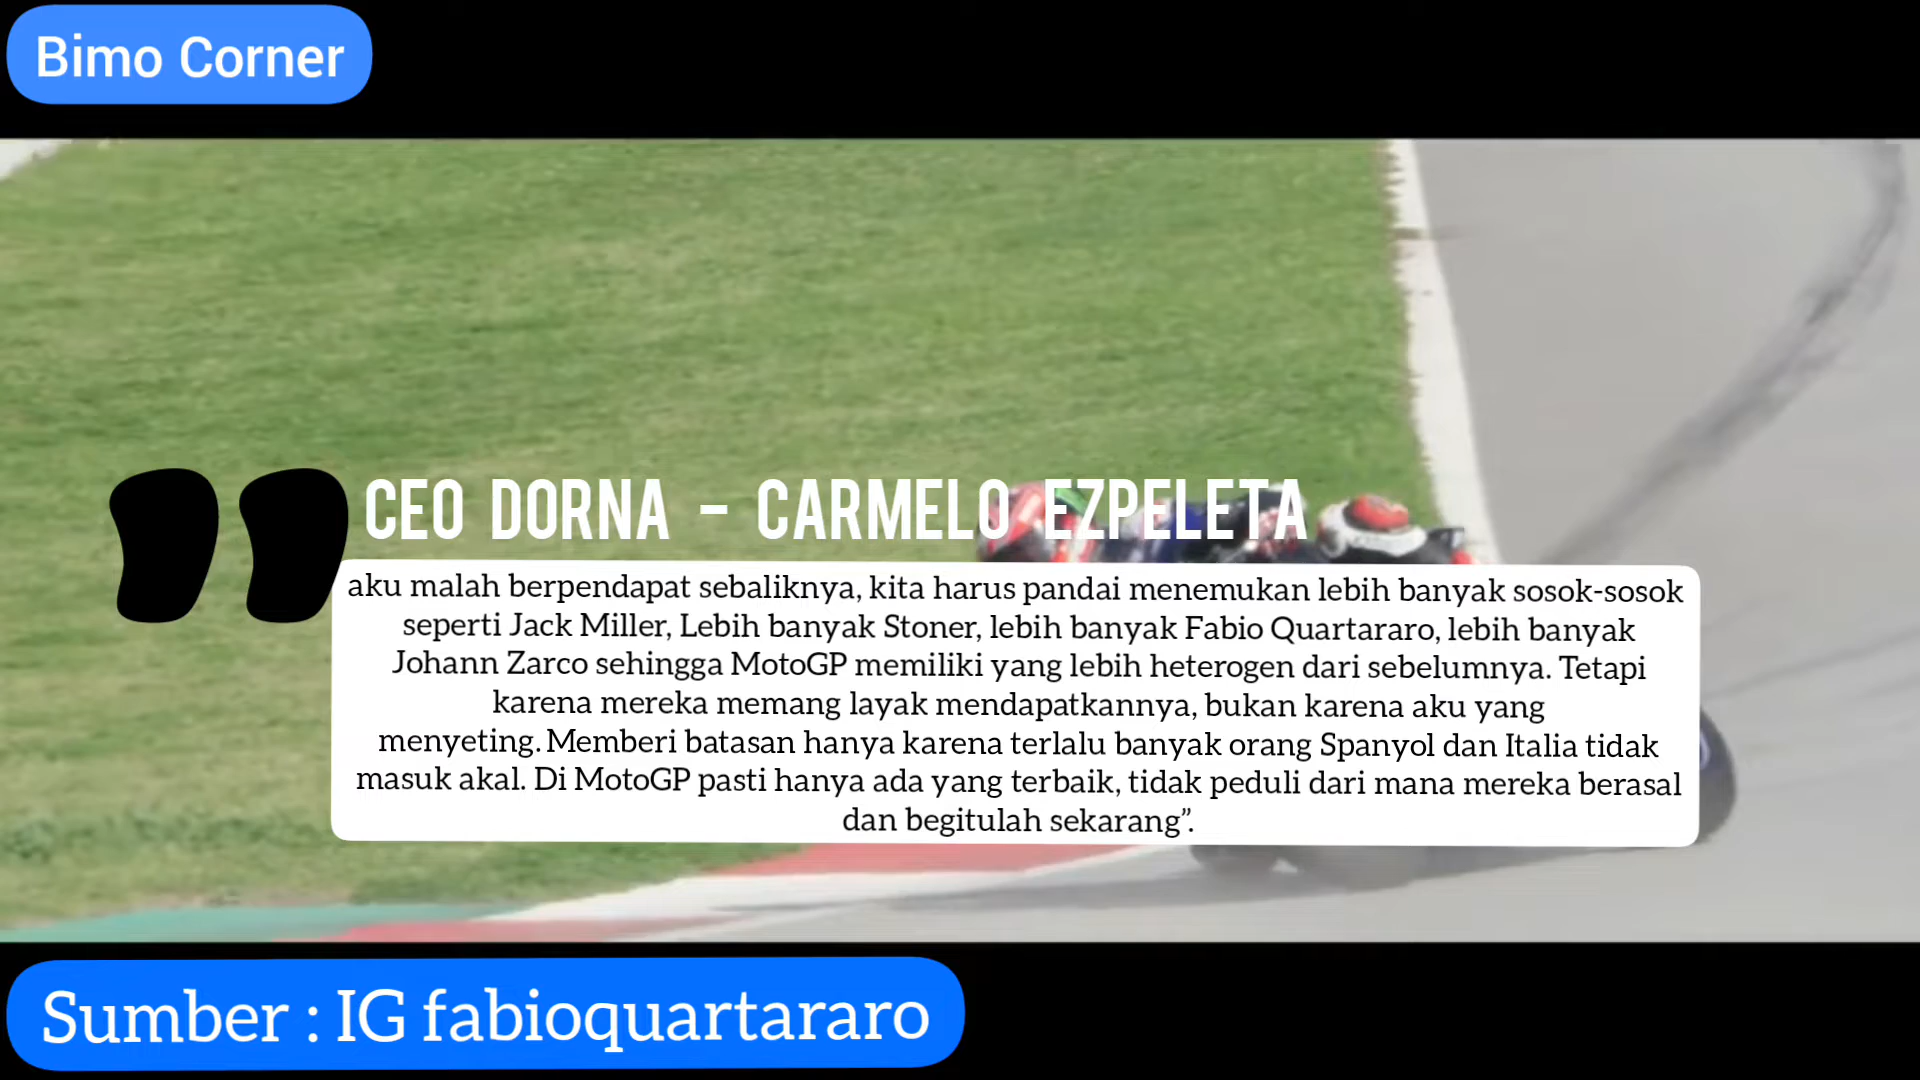 Bimo Corner
CEO DORNA - CARMELO EZPELETA
aku malah berpendapat sebaliknya, kita harus pandai menemukan lebih banyak sosok-sosok
seperti Jack Miller, Lebih banyak Stoner, lebih banyak Fabio Quartararo, lebih banyak
Johann Zarco sehingga MotoGP memiliki yang lebih heterogen dari sebelumnya. Tetapi
karena mereka memang layak mendapatkannya, bukan karena aku yang
menyeting. Memberi batasan hanya karena terlalu banyak orang Spanyol dan Italia tidak
masuk akal. Di MotoGP pasti hanya ada yang terbaik, tidak peduli dari mana mereka berasal
dan begitulah sekarang”.
Sumber : IG fabioquartararo